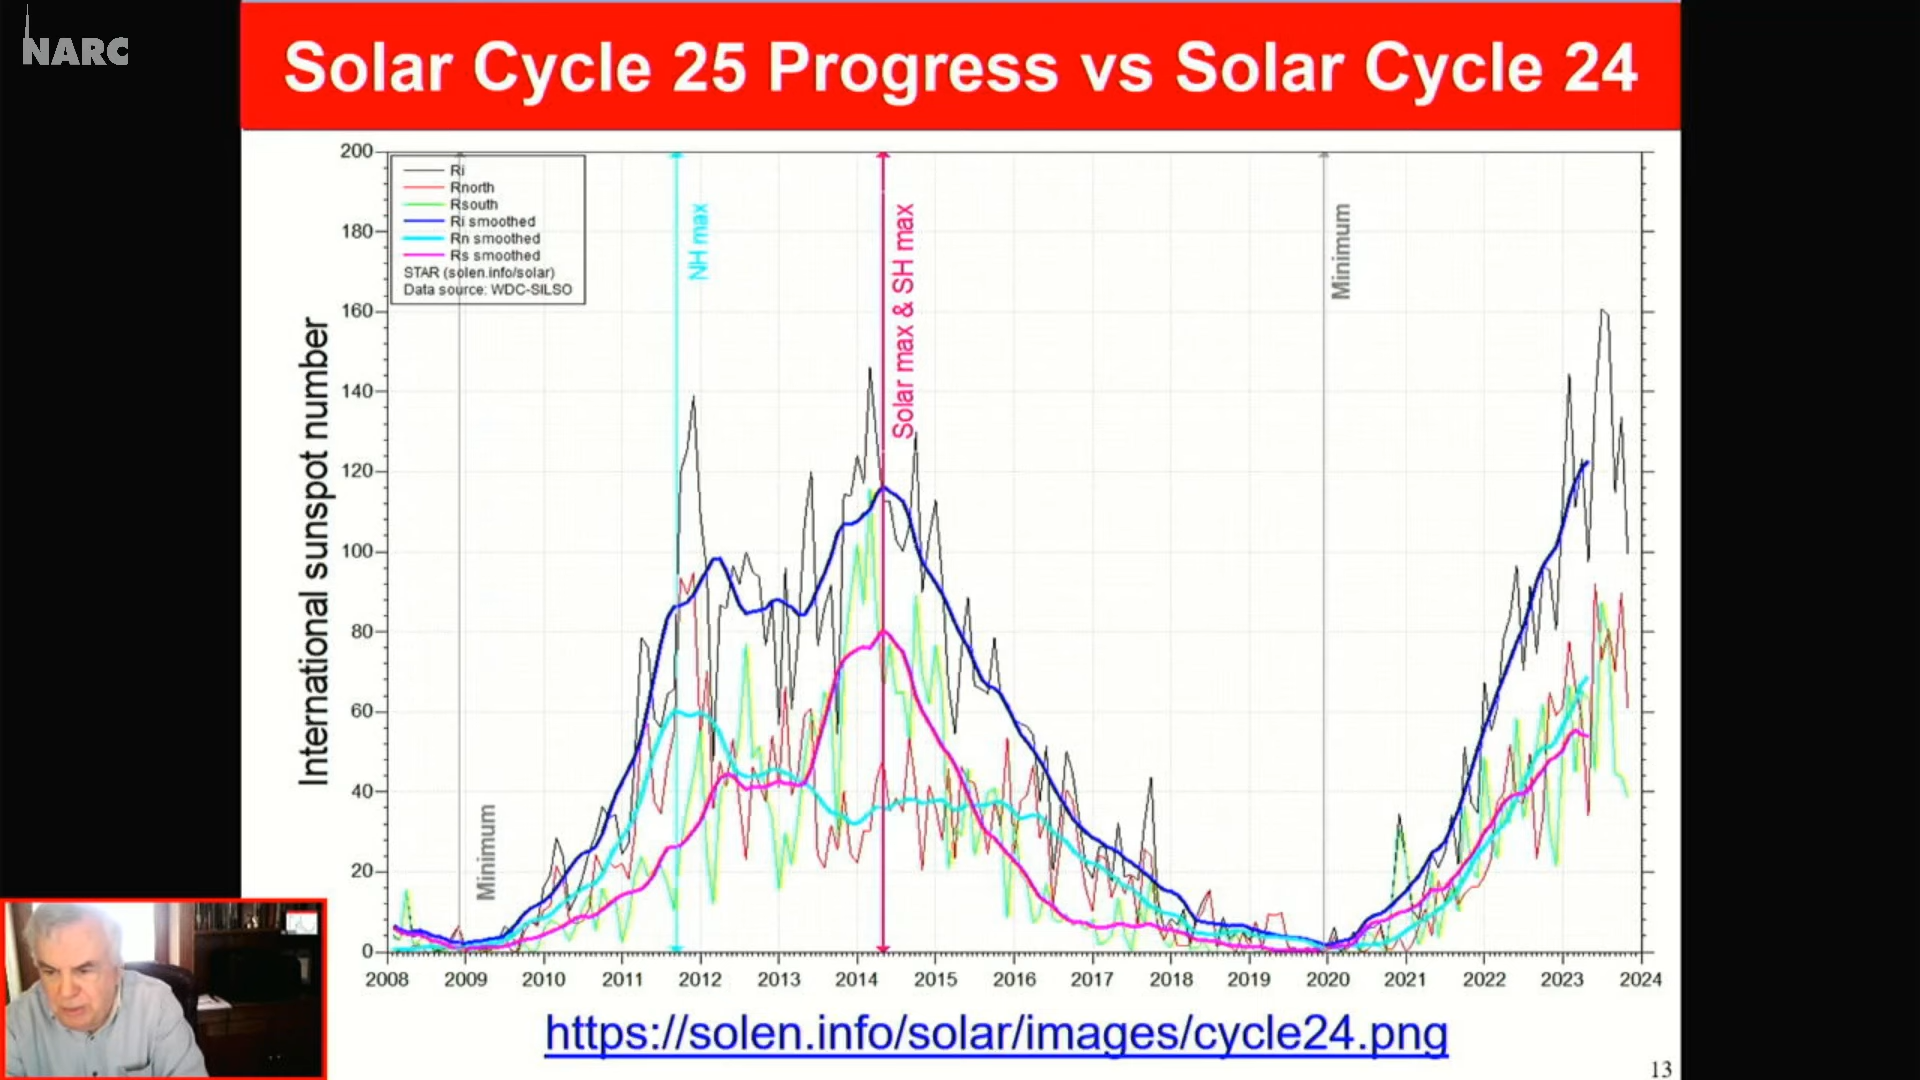 NARC
Solar Cycle 25 Progress vs Solar Cycle 24
International sunspot number
200
180
160
140
120
100
80
60
40
20
0
Ri
Rnorth
Rsouth
Ri smoothed
Rn smoothed
Rs smoothed
STAR (solen.info/solar)
Data source: WDC-SILSO
Minimum
NH max
Solar max & SH max
Minimum
2008 2009 2010 2011 2012 2013 2014 2015 2016 2017 2018 2019 2020 2021 2022 2023 2024
https://solen.info/solar/images/cycle24.png
13